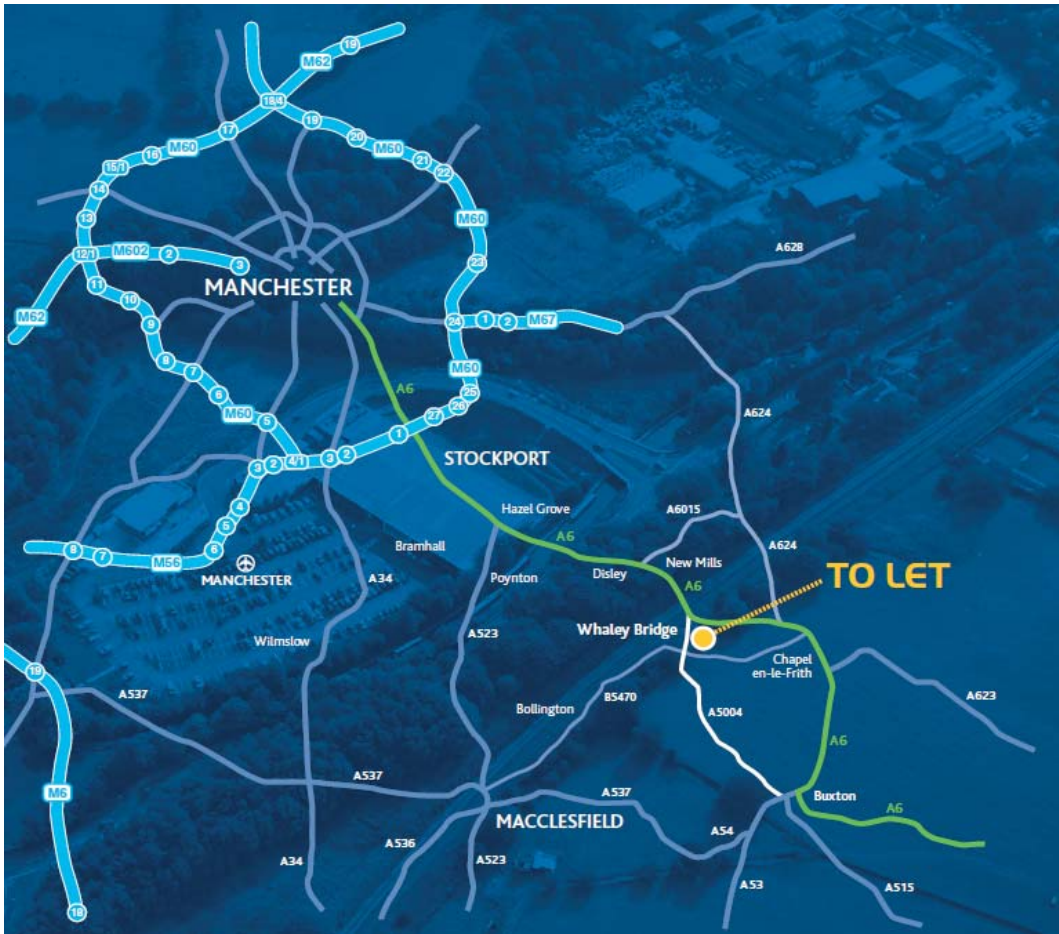 19
M62
18/4
17
19
20
16
M60
M60
21
15/1
22
14
13
M60
A628
12/1
M602
2
3
23
11
MANCHESTER
10
M62
9
24
1
2
M67
8
M60
7
A6
6
25
M60
5
27
26
A624
1
3
2
4/1
3
2
STOCKPORT
4
Hazel Grove
A6015
5
A6
A624
8
7
M56
6
Bramhall
New Mills
MANCHESTER
A34
Poynton
Disley
A6
TO LET
Whaley Bridge
A523
Wilmslow
Chapel
en-le-Frith
19
A537
B5470
A623
Bollington
A5004
A6
A537
M6
A537
Buxton
A6
MACCLESFIELD
A54
A536
A34
A523
A53
A515
18